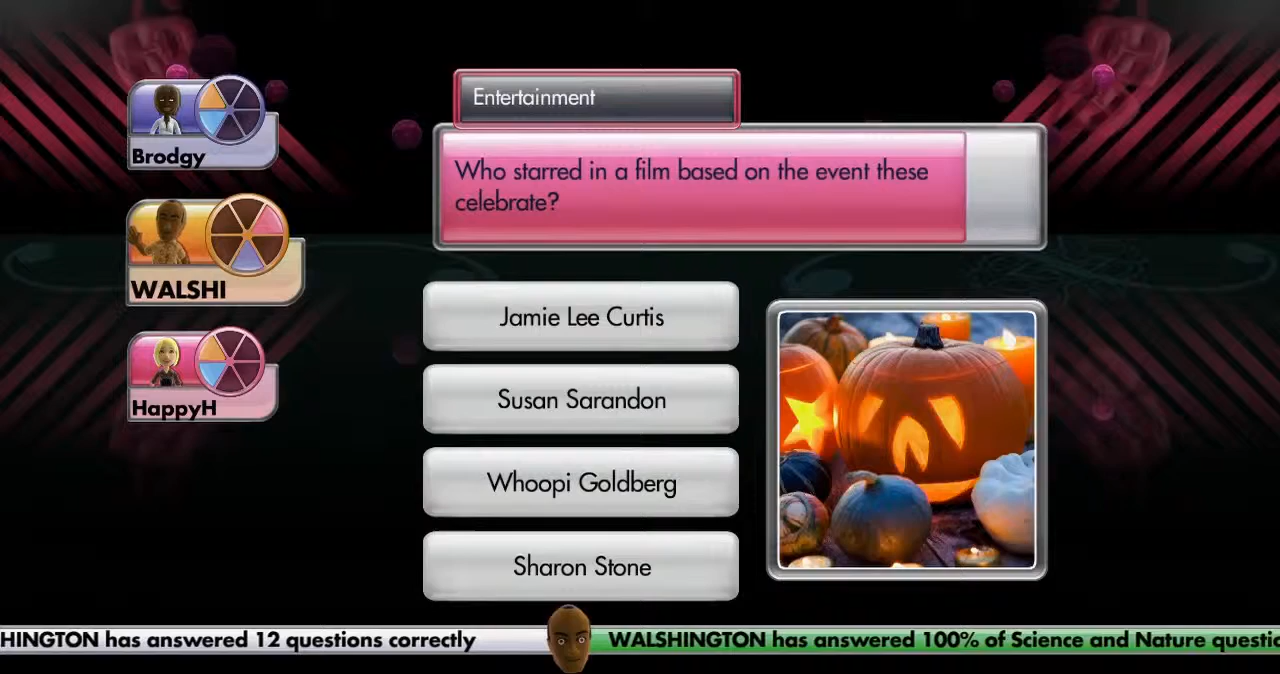 Entertainment
Who starred in a film based on the event these
celebrate?
Brodgy
WALSHI
HappyH
Jamie Lee Curtis
Susan Sarandon
Whoopi Goldberg
Sharon Stone
HINGTON has answered 12 questions correctly
WALSHINGTON has answered 100% of Science and Nature questio